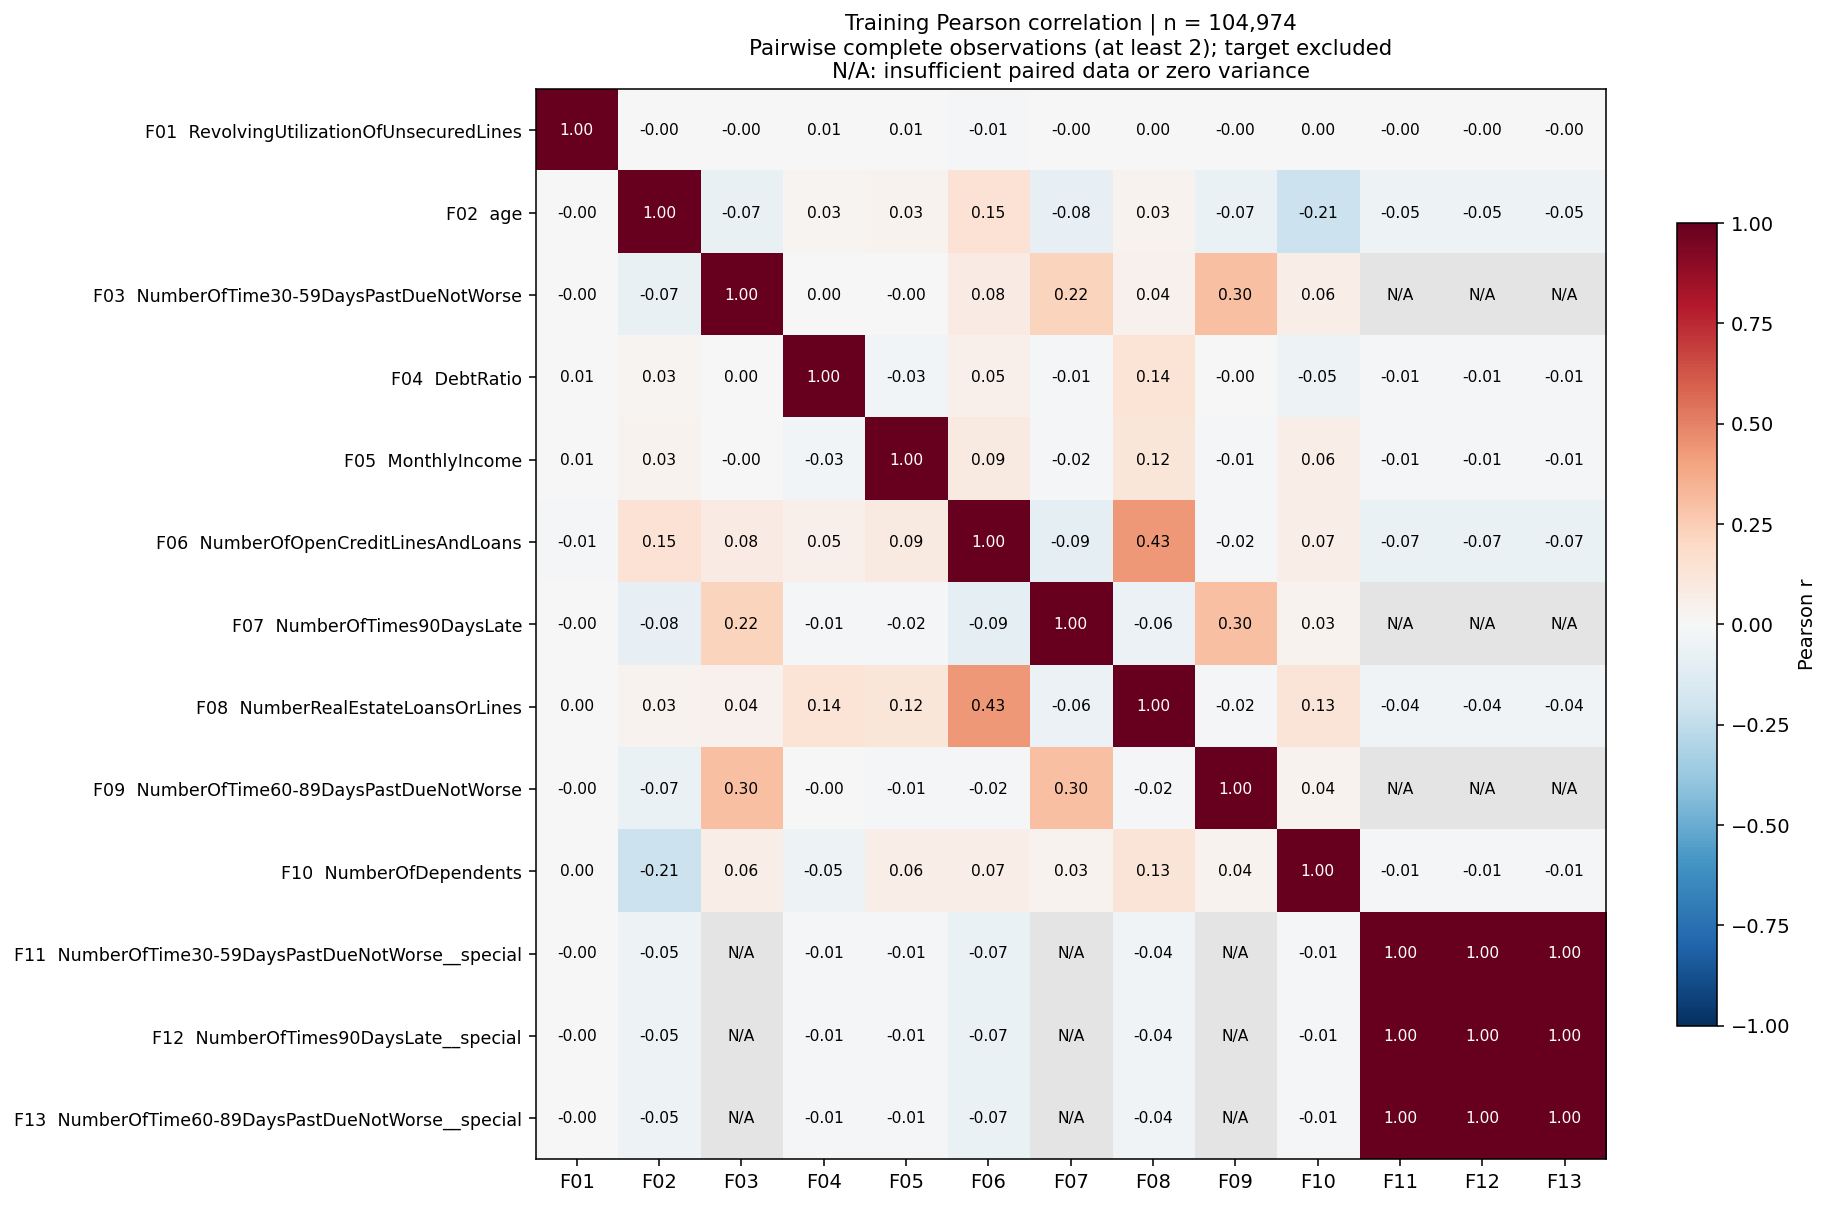 Training Pearson correlation | n = 104,974
Pairwise complete observations (at least 2); target excluded
N/A: insufficient paired data or zero variance
F01 RevolvingUtilizationOfUnsecuredLines 1.00 -0.00 -0.00 0.01 0.01 -0.01 -0.00 0.00 -0.00 0.00 -0.00 -0.00 -0.00
F02 age -0.00 1.00 -0.07 0.03 0.03 0.15 -0.08 0.03 -0.07 -0.21 -0.05 -0.05 -0.05
F03 NumberOfTime30-59DaysPastDueNotWorse -0.00 -0.07 1.00 0.00 -0.00 0.08 0.22 0.04 0.30 0.06 N/A N/A N/A
F04 DebtRatio 0.01 0.03 0.00 1.00 -0.03 0.05 -0.01 0.14 -0.00 -0.05 -0.01 -0.01 -0.01
F05 MonthlyIncome 0.01 0.03 -0.00 -0.03 1.00 0.09 -0.02 0.12 -0.01 0.06 -0.01 -0.01 -0.01
F06 NumberOfOpenCreditLinesAndLoans -0.01 0.15 0.08 0.05 0.09 1.00 -0.09 0.43 -0.02 0.07 -0.07 -0.07 -0.07
F07 NumberOfTimes90DaysLate -0.00 -0.08 0.22 -0.01 -0.02 -0.09 1.00 -0.06 0.30 0.03 N/A N/A N/A
F08 NumberRealEstateLoansOrLines 0.00 0.03 0.04 0.14 0.12 0.43 -0.06 1.00 -0.02 0.13 -0.04 -0.04 -0.04
F09 NumberOfTime60-89DaysPastDueNotWorse -0.00 -0.07 0.30 -0.00 -0.01 -0.02 0.30 -0.02 1.00 0.04 N/A N/A N/A
F10 NumberOfDependents 0.00 -0.21 0.06 -0.05 0.06 0.07 0.03 0.13 0.04 1.00 -0.01 -0.01 -0.01
F11 NumberOfTime30-59DaysPastDueNotWorse__special -0.00 -0.05 N/A -0.01 -0.01 -0.07 N/A -0.04 N/A -0.01 1.00 1.00 1.00
F12 NumberOfTimes90DaysLate__special -0.00 -0.05 N/A -0.01 -0.01 -0.07 N/A -0.04 N/A -0.01 1.00 1.00 1.00
F13 NumberOfTime60-89DaysPastDueNotWorse__special -0.00 -0.05 N/A -0.01 -0.01 -0.07 N/A -0.04 N/A -0.01 1.00 1.00 1.00
F01 F02 F03 F04 F05 F06 F07 F08 F09 F10 F11 F12 F13
1.00
0.75
0.50
0.25
0.00
−0.25
−0.50
−0.75
−1.00
Pearson r